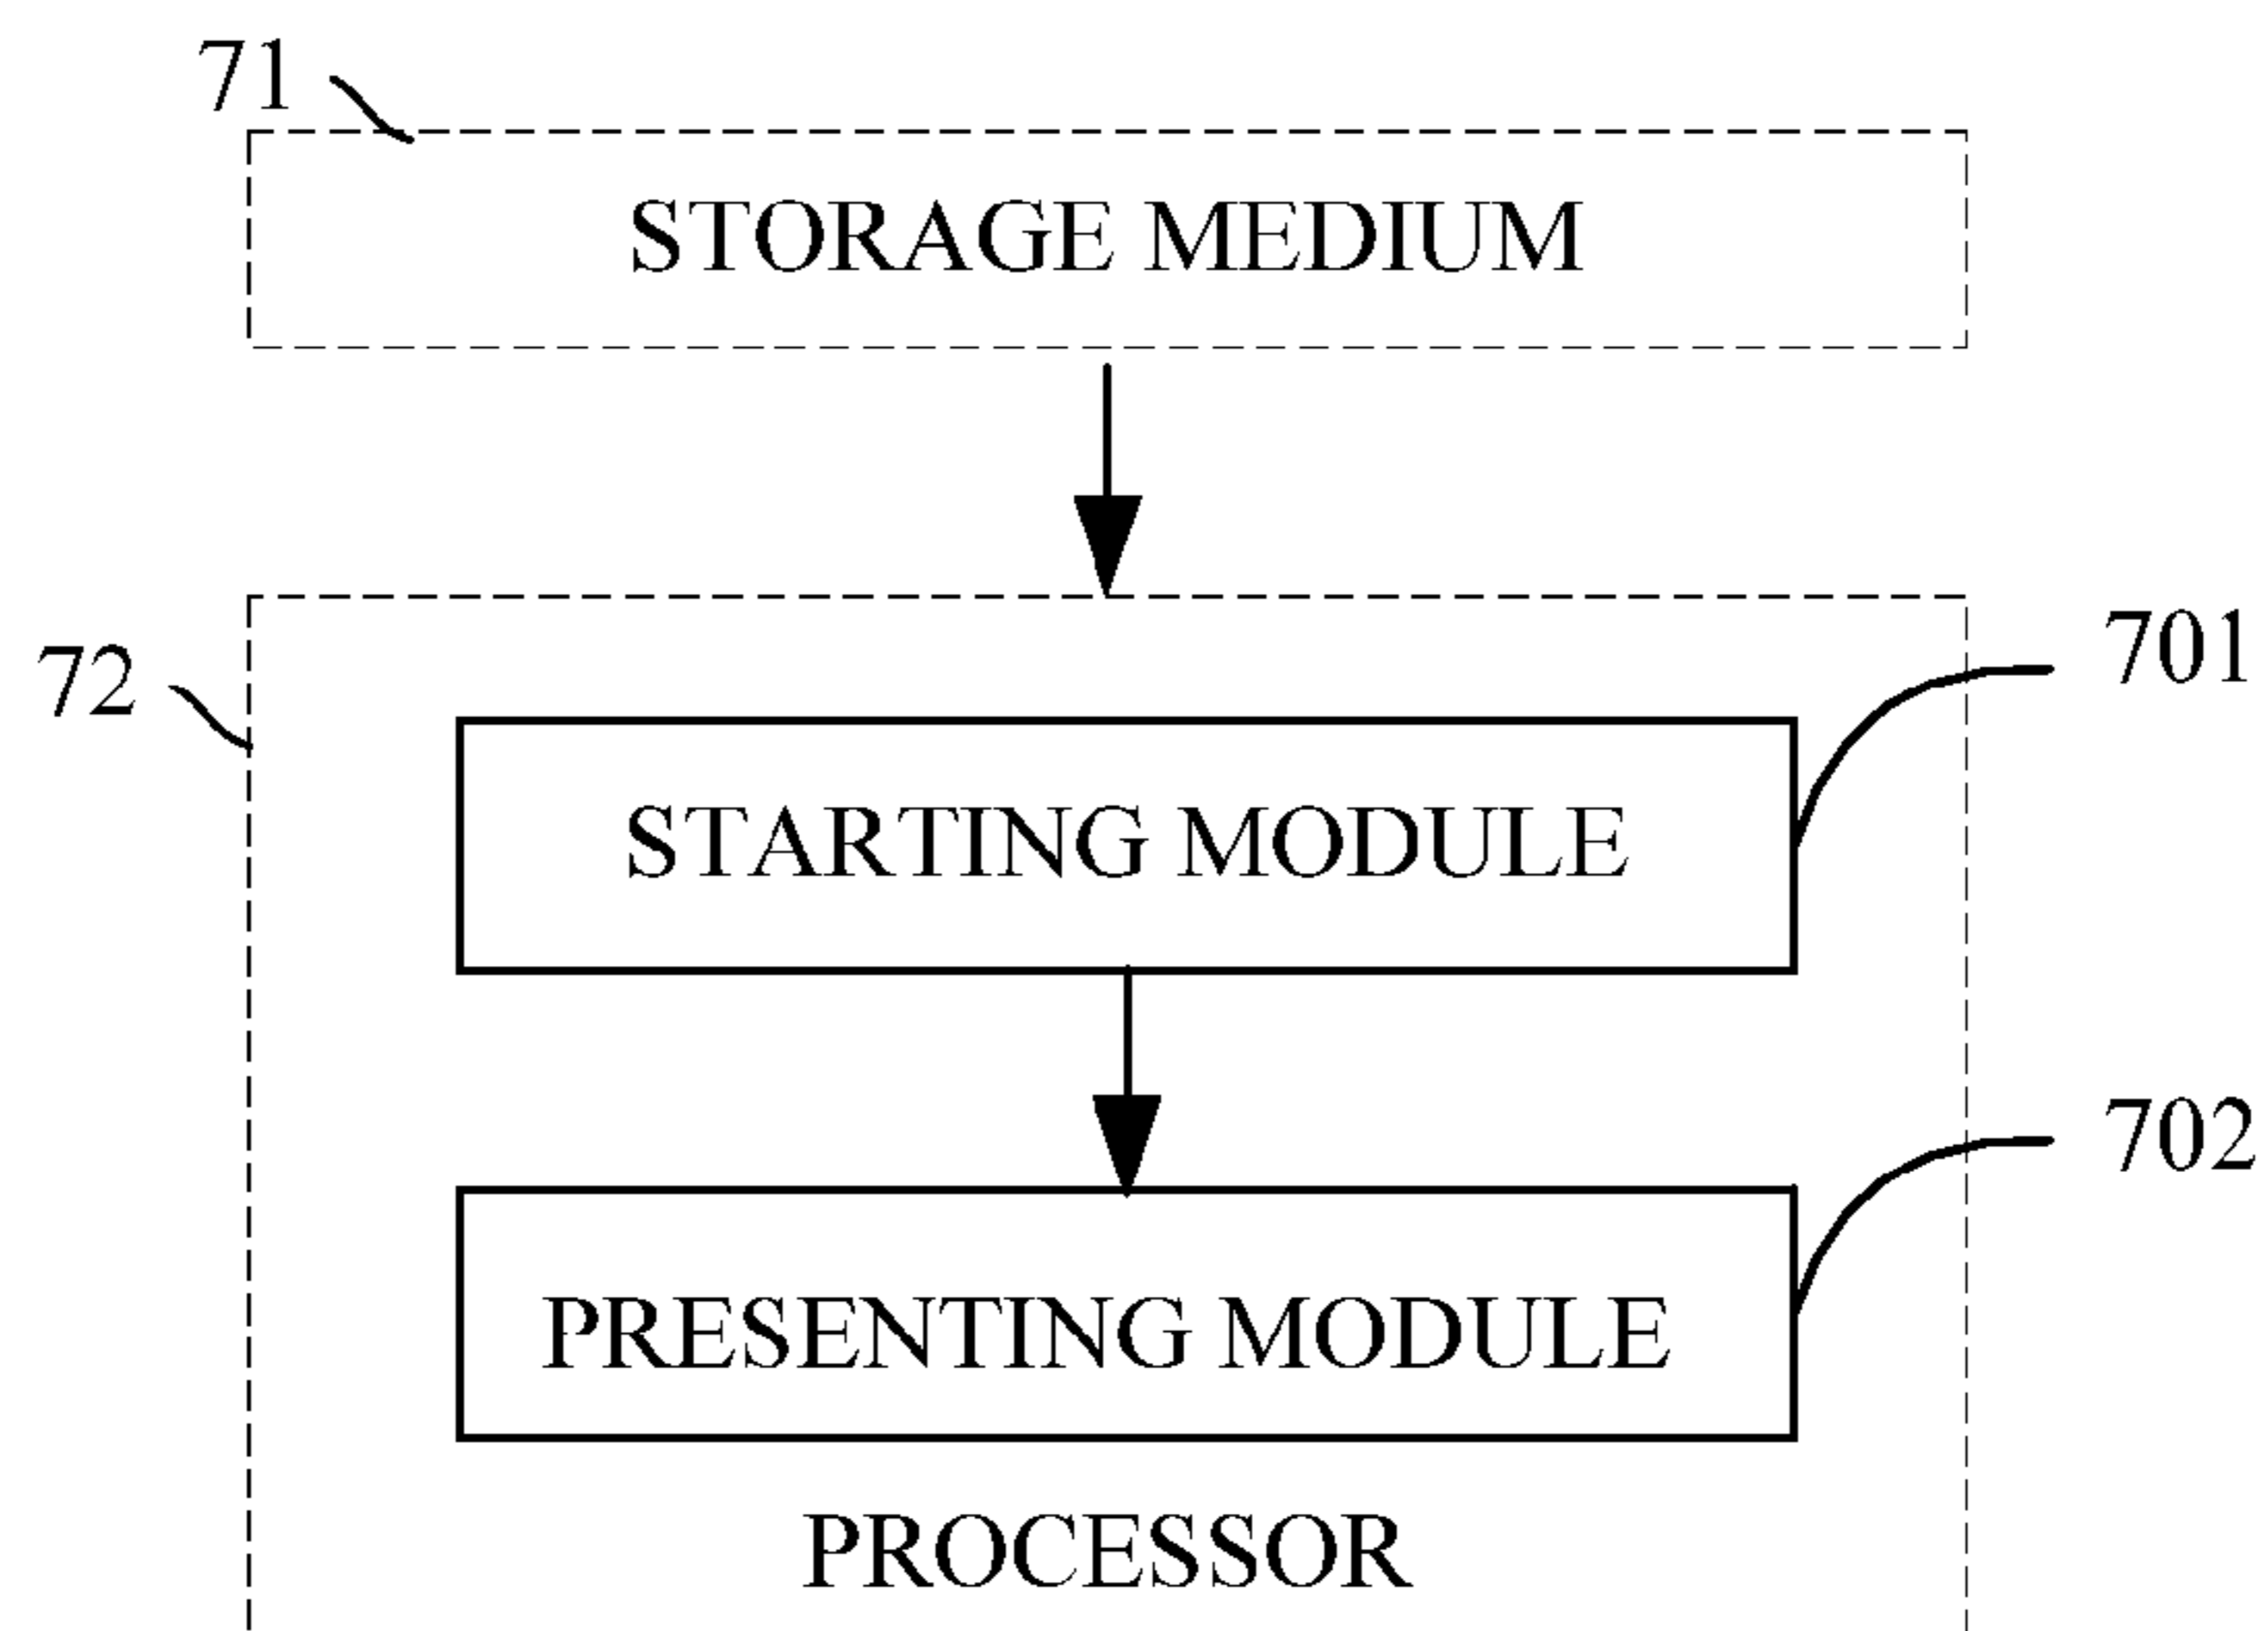 71
STORAGE MEDIUM
72
701
STARTING MODULE
702
PRESENTING MODULE
PROCESSOR